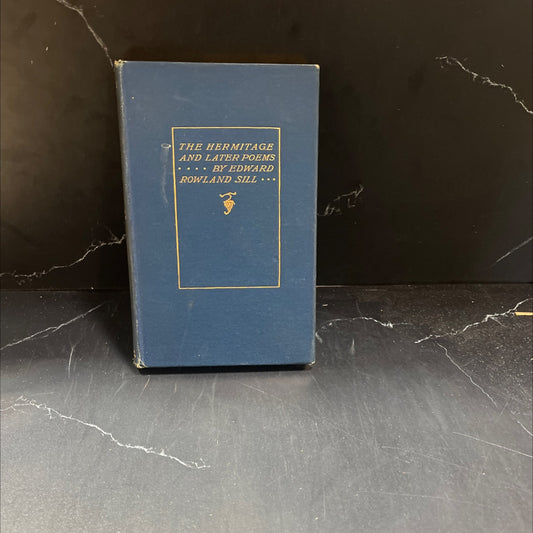 THE HERMITAGE
AND LATER POEMS
· · · · BY EDWARD
ROWLAND SILL · · ·